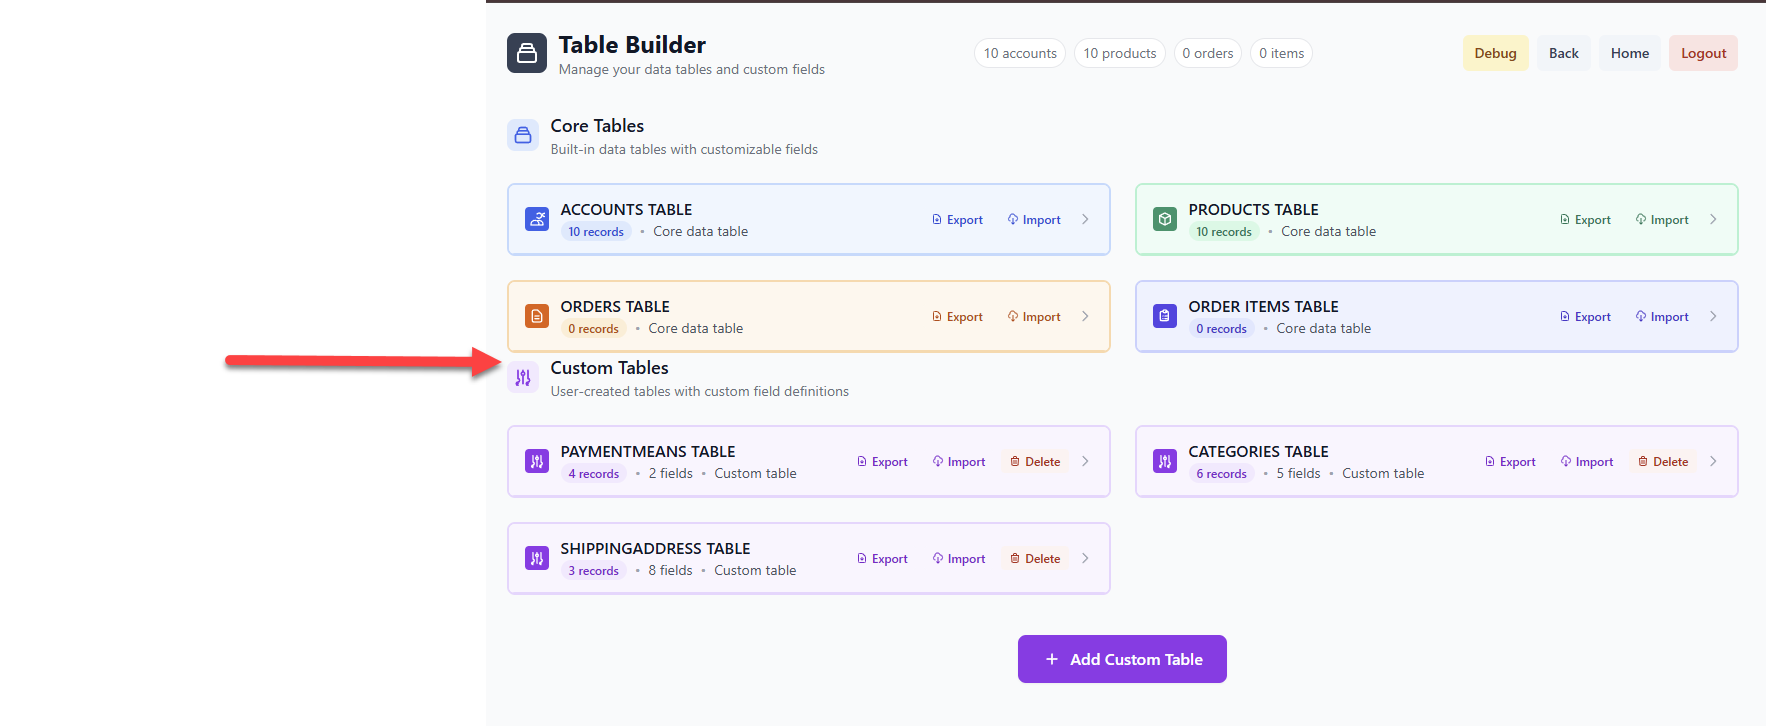 Table Builder
Manage your data tables and custom fields
10 accounts
10 products
0 orders
0 items
Debug
Back
Home
Logout
Core Tables
Built-in data tables with customizable fields
ACCOUNTS TABLE
10 records • Core data table
Export
Import
PRODUCTS TABLE
10 records • Core data table
Export
Import
ORDERS TABLE
0 records • Core data table
Export
Import
ORDER ITEMS TABLE
0 records • Core data table
Export
Import
Custom Tables
User-created tables with custom field definitions
PAYMENTMEANS TABLE
4 records • 2 fields • Custom table
Export
Import
Delete
CATEGORIES TABLE
6 records • 5 fields • Custom table
Export
Import
Delete
SHIPPINGADDRESS TABLE
3 records • 8 fields • Custom table
Export
Import
Delete
+ Add Custom Table